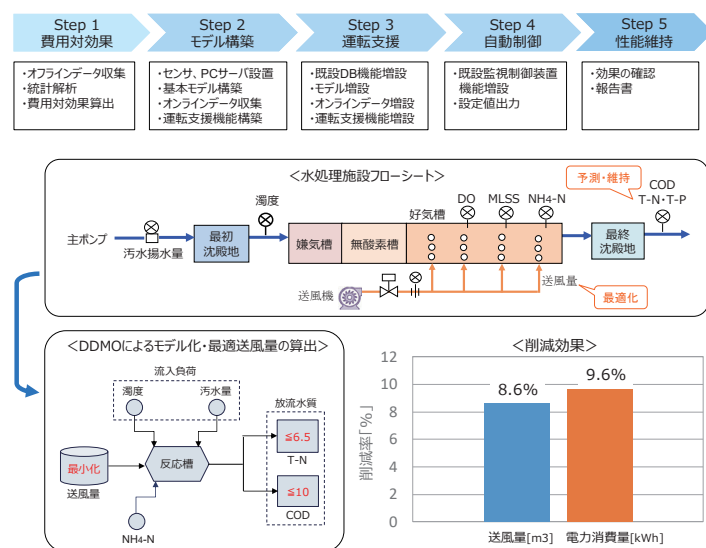 Step 1
費用対効果
Step 2
モデル構築
Step 3
運転支援
Step 4
自動制御
Step 5
性能維持
・オフラインデータ収集
・統計解析
・費用対効果算出
・センサ、PCサーバ設置
・基本モデル構築
・オンラインデータ収集
・運転支援機能構築
・既設DB機能増設
・モデル増設
・オンラインデータ増設
・運転支援機能増設
・既設監視制御装置
機能増設
・設定値出力
・効果の確認
・報告書
＜水処理施設フローシート＞
予測・維持
COD
T-N・T-P
濁度
DO
MLSS
NH4-N
好気槽
主ポンプ
汚水揚水量
最初
沈殿地
嫌気槽
無酸素槽
最終
沈殿地
送風機
送風量
最適化
＜DDMOによるモデル化・最適送風量の算出＞
流入負荷
濁度
汚水量
放流水質
≦6.5
T-N
最小化
送風量
反応槽
≦10
COD
NH4-N
＜削減効果＞
削減率「%」
12
10
8
6
4
2
0
8.6%
9.6%
送風量[m3]
電力消費量[kWh]